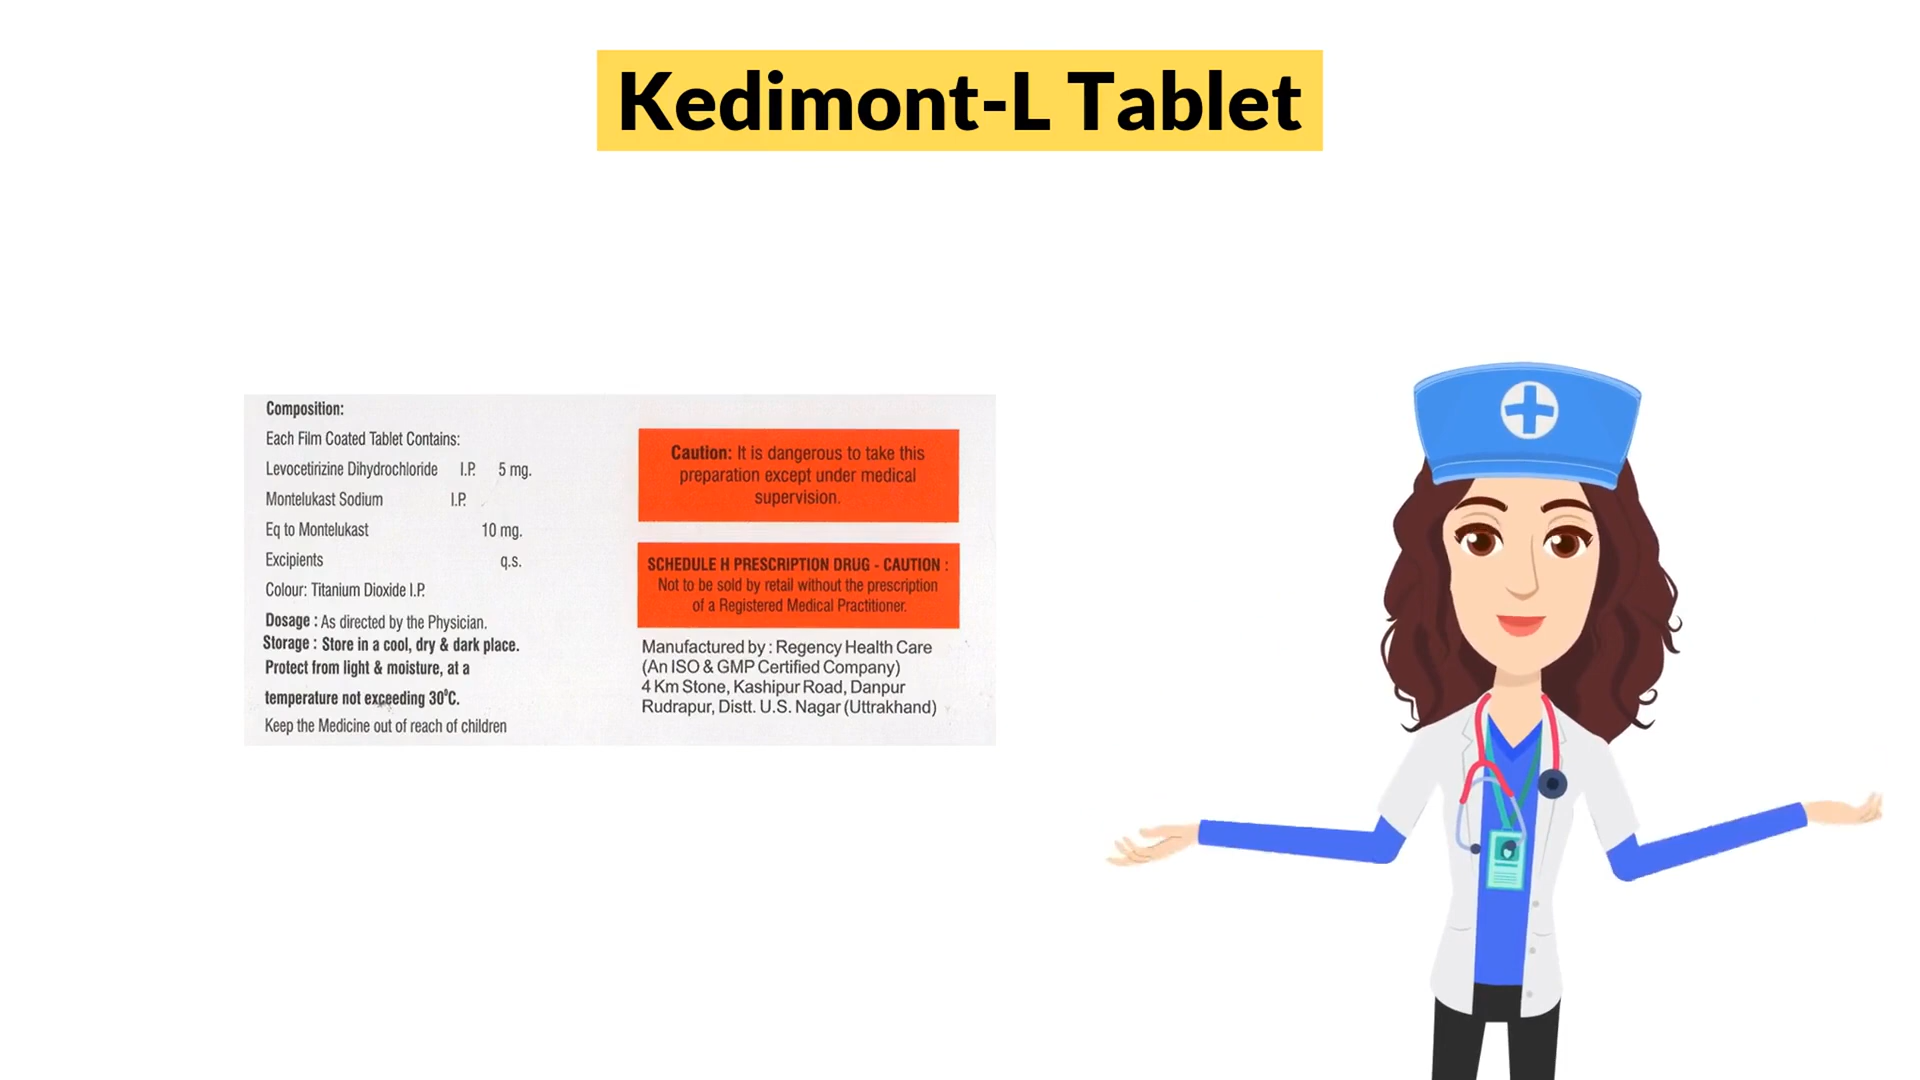 Kedimont-L Tablet
Composition:
Each Film Coated Tablet Contains:
Levocetirizine Dihydrochloride I.P. 5 mg.
Montelukast Sodium I.P.
Eq to Montelukast 10 mg.
Excipients q.s.
Colour: Titanium Dioxide I.P.
Dosage : As directed by the Physician.
Storage : Store in a cool, dry & dark place.
Protect from light & moisture, at a
temperature not exceeding 30°C.
Keep the Medicine out of reach of children
Caution: It is dangerous to take this
preparation except under medical
supervision.
SCHEDULE H PRESCRIPTION DRUG - CAUTION :
Not to be sold by retail without the prescription
of a Registered Medical Practitioner.
Manufactured by : Regency Health Care
(An ISO & GMP Certified Company)
4 Km Stone, Kashipur Road, Danpur
Rudrapur, Distt. U.S. Nagar (Uttrakhand)